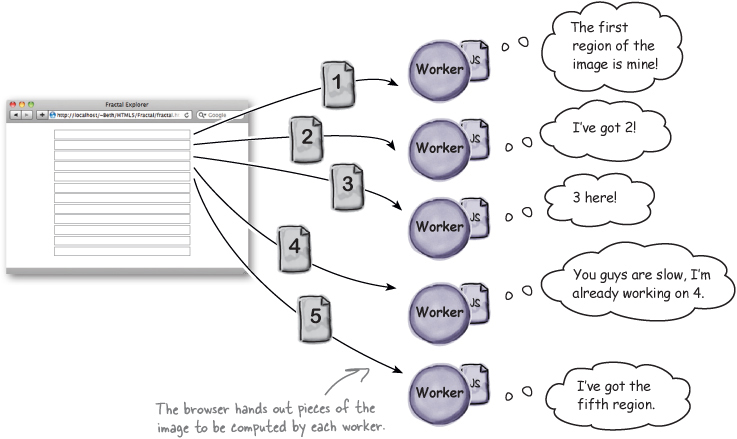 Fractal Explorer
http://localhost/~Beth/HTML5/Fractal/fractal.h
Google
1
Worker
JS
The first
region of the
image is mine!
2
Worker
JS
I've got 2!
3
Worker
JS
3 here!
4
Worker
JS
You guys are slow, I'm
already working on 4.
5
Worker
JS
I've got the
fifth region.
The browser hands out pieces of the
image to be computed by each worker.